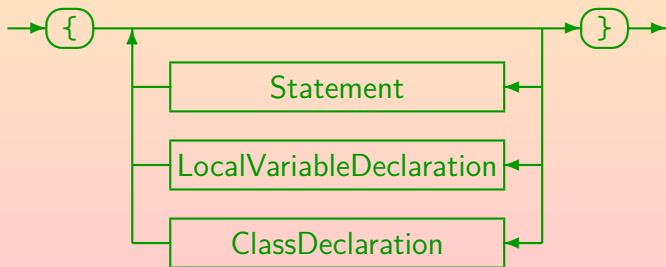 { }
Statement
LocalVariableDeclaration
ClassDeclaration